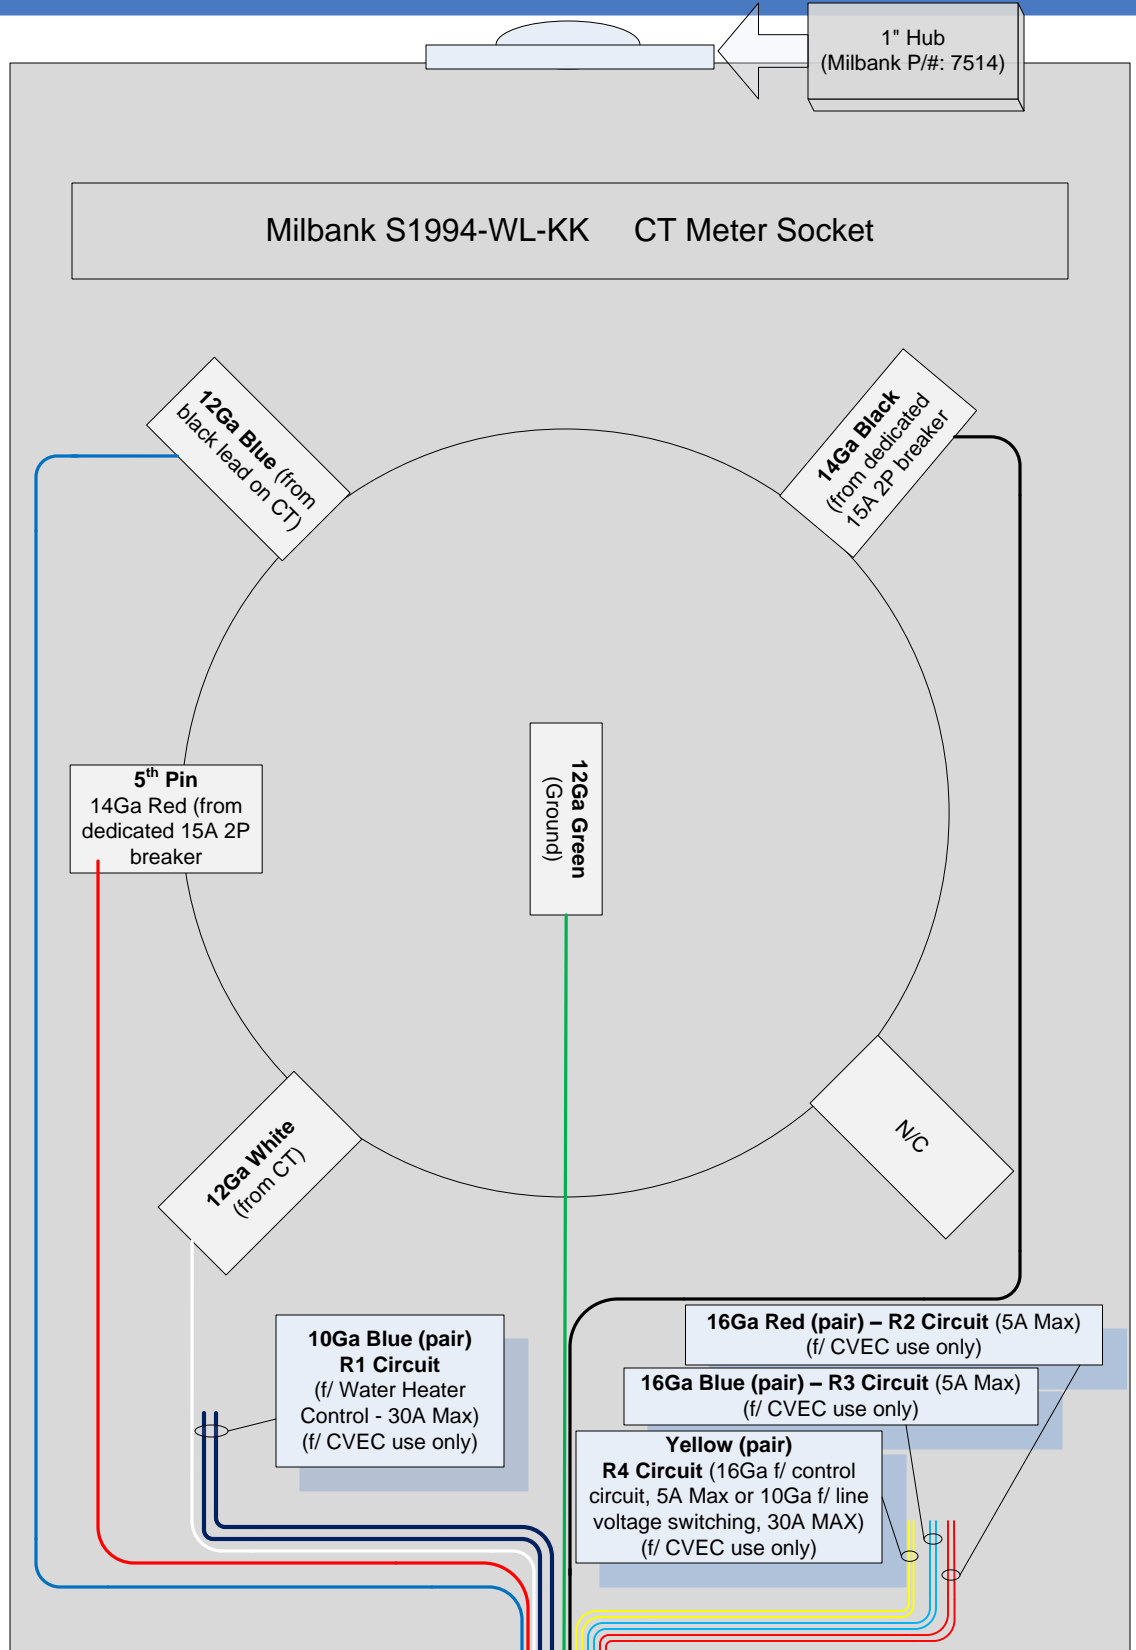 1" Hub
(Milbank P/#: 7514)
Milbank S1994-WL-KK CT Meter Socket
12Ga Blue (from
black lead on CT)
14Ga Black
(from dedicated
15A 2P breaker
5th Pin
14Ga Red (from
dedicated 15A 2P
breaker
12Ga Green
(Ground)
12Ga White
(from CT)
N/C
10Ga Blue (pair)
R1 Circuit
(f/ Water Heater
Control - 30A Max)
(f/ CVEC use only)
16Ga Red (pair) – R2 Circuit (5A Max)
(f/ CVEC use only)
16Ga Blue (pair) – R3 Circuit (5A Max)
(f/ CVEC use only)
Yellow (pair)
R4 Circuit (16Ga f/ control
circuit, 5A Max or 10Ga f/ line
voltage switching, 30A MAX)
(f/ CVEC use only)